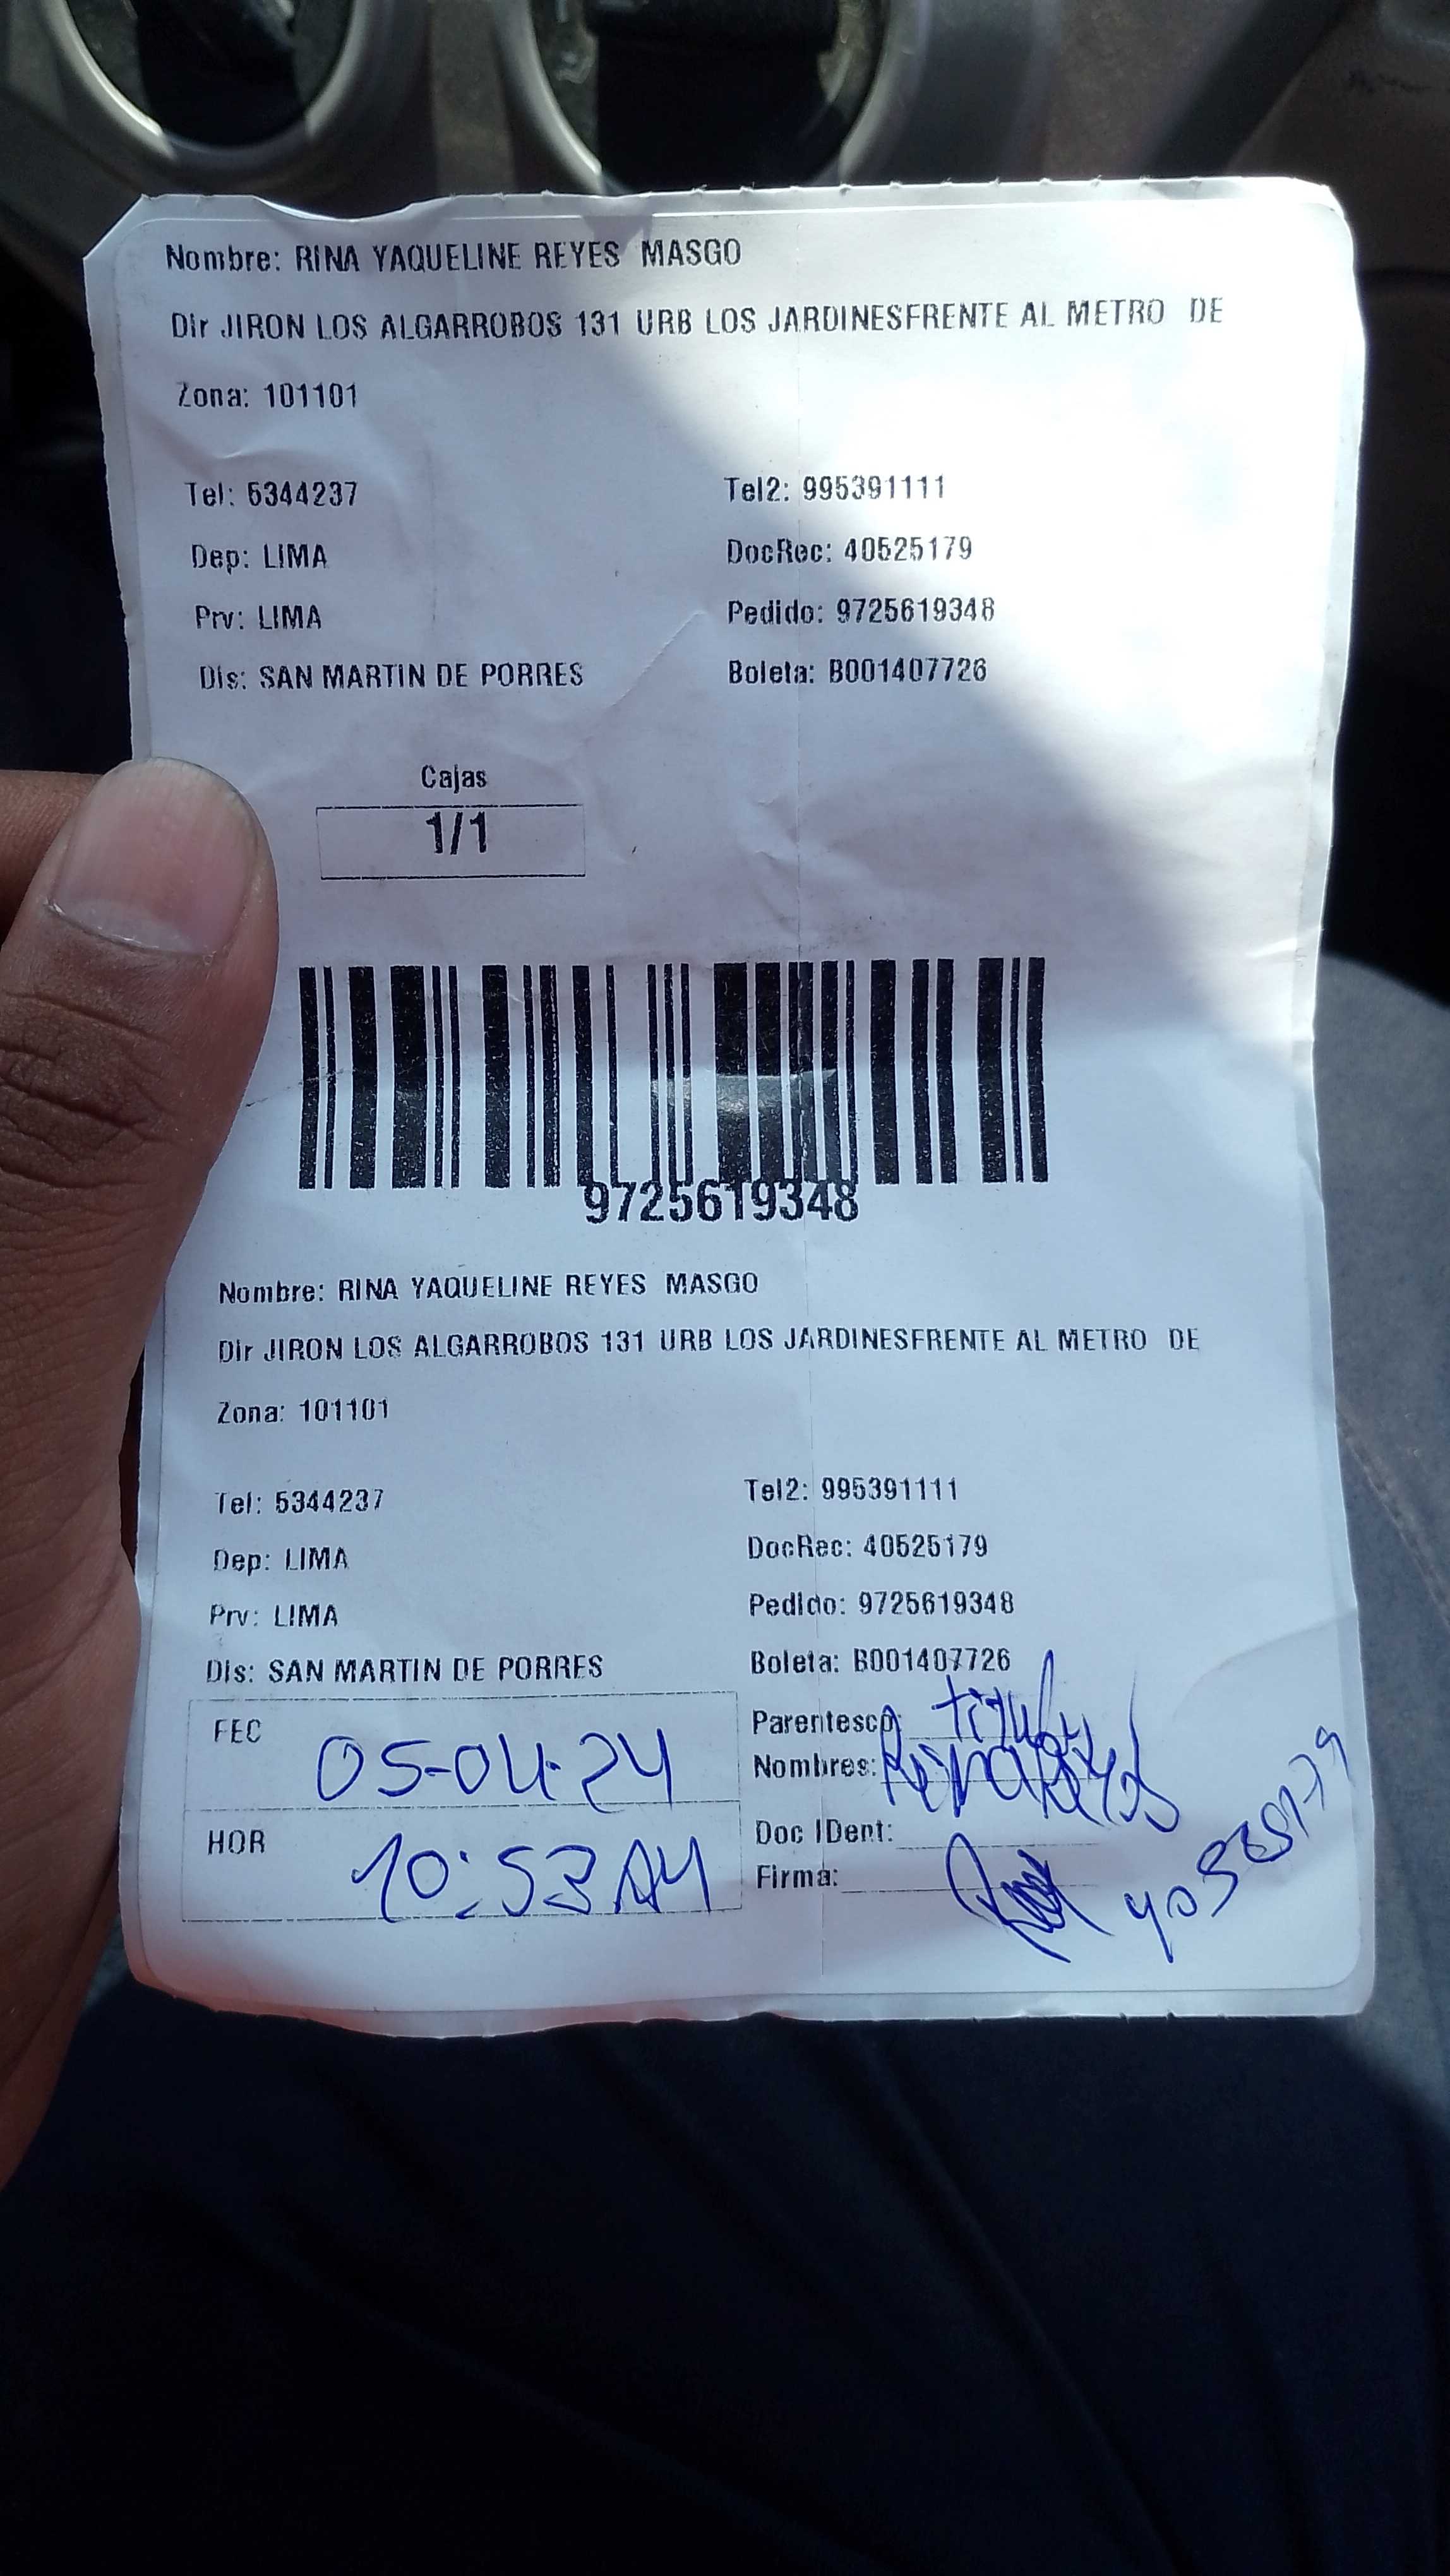 Nombre: RINA YAQUELINE REYES MASGO
Dir JIRON LOS ALGARROBOS 131 URB LOS JARDINESFRENTE AL METRO DE
Zona: 101101
Tel: 5344237 Tel2: 995391111
Dep: LIMA DocRec: 40525179
Prv: LIMA Pedido: 9725619348
Dis: SAN MARTIN DE PORRES Boleta: B001407726
Cajas
1/1
9725619348
Nombre: RINA YAQUELINE REYES MASGO
Dir JIRON LOS ALGARROBOS 131 URB LOS JARDINESFRENTE AL METRO DE
Zona: 101101
Tel: 5344237 Tel2: 995391111
Dep: LIMA DocRec: 40525179
Prv: LIMA Pedido: 9725619348
Dis: SAN MARTIN DE PORRES Boleta: B001407726
FEC 05-04-24
Parentesco:
Nombres: Rina Reyes
HOR 10:53 AM
Doc IDent: 40525179
Firma: